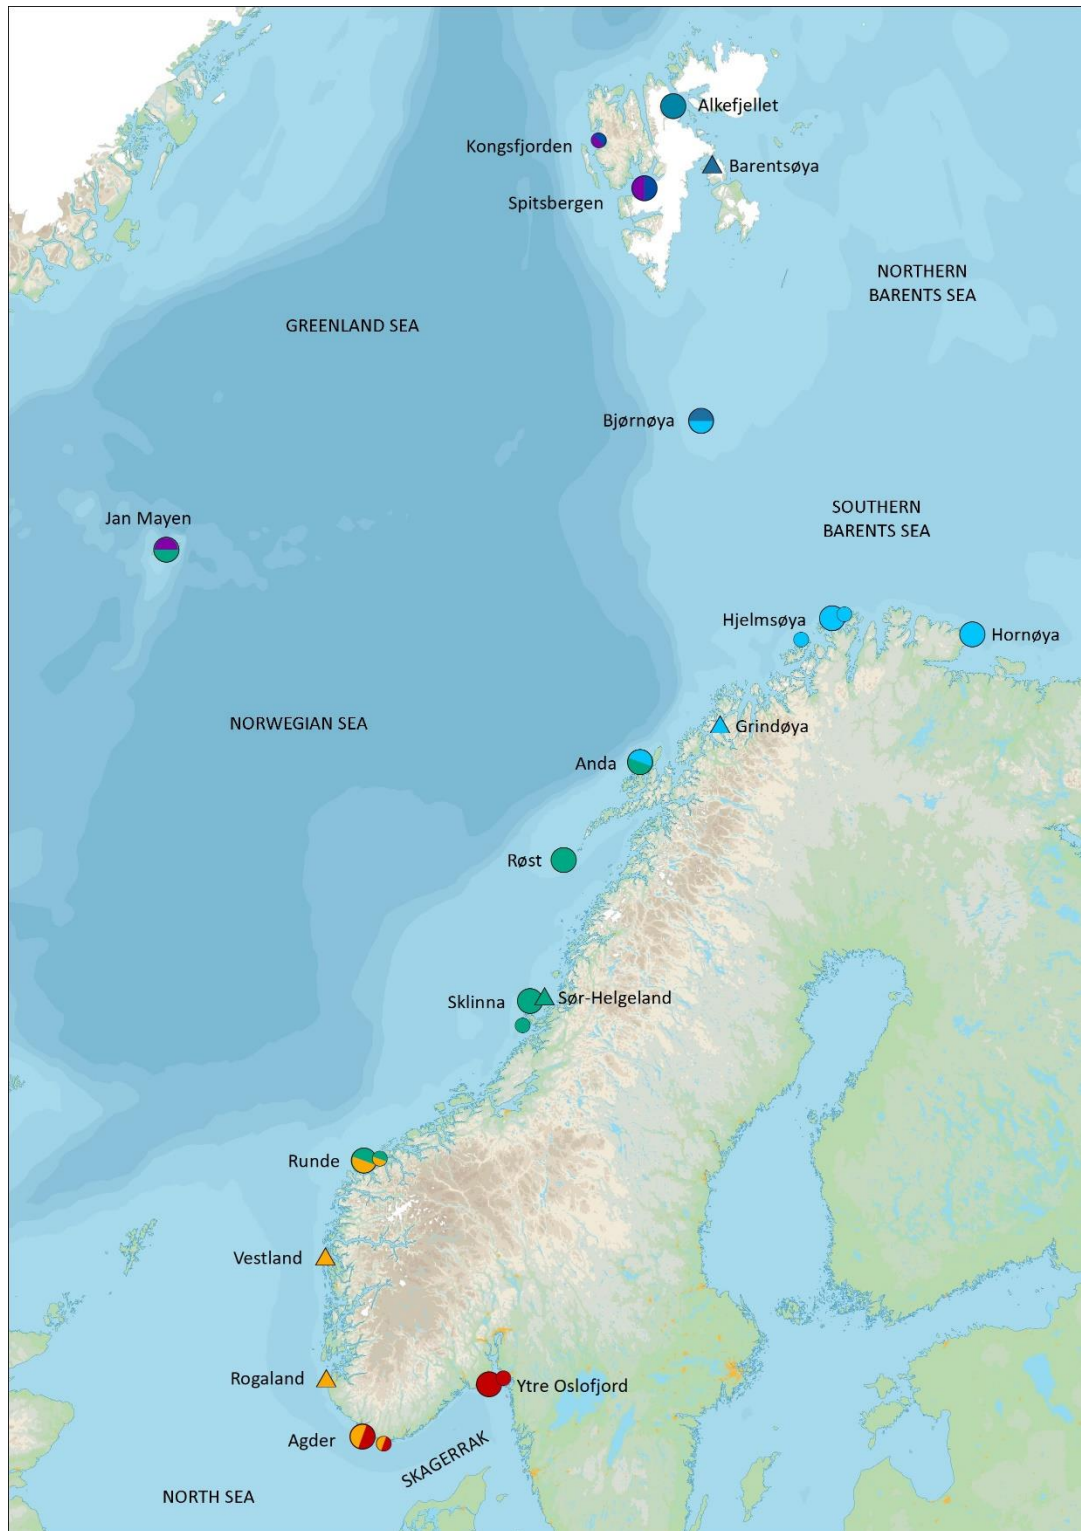 Alkefjellet
Kongsfjorden
Barentsøya
Spitsbergen
NORTHERN
BARENTS SEA
GREENLAND SEA
Bjørnøya
SOUTHERN
BARENTS SEA
Jan Mayen
Hjelmsøya
Hornøya
NORWEGIAN SEA
Grindøya
Anda
Røst
Sklinna
Sør-Helgeland
Runde
Vestland
Rogaland
Ytre Oslofjord
Agder
SKAGERRAK
NORTH SEA